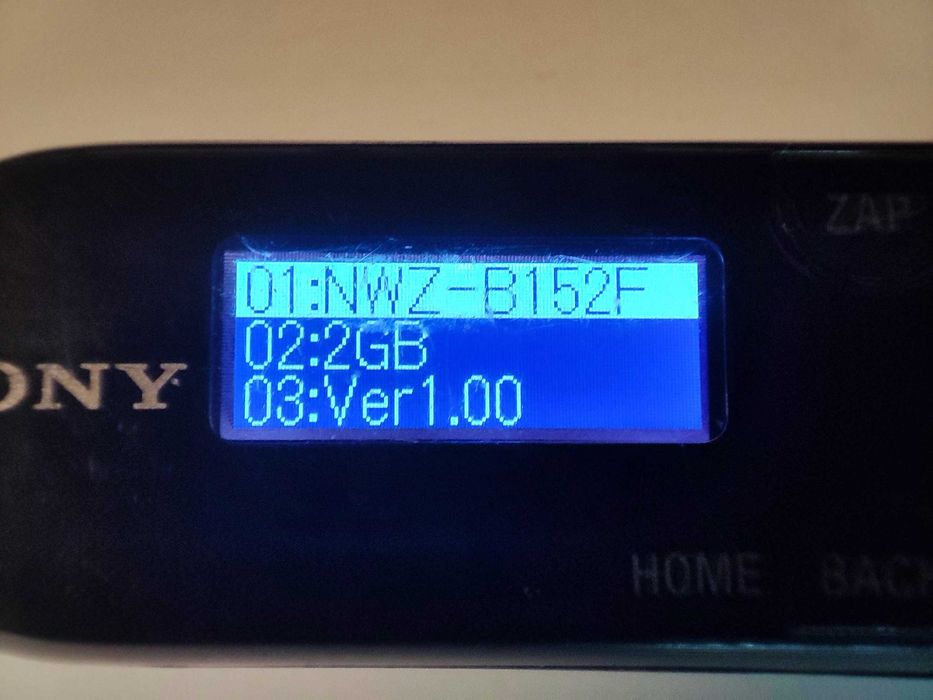 ZAP
01:NWZ-B152F
02:2GB
ONY
03:Ver1.00
HOME BACK